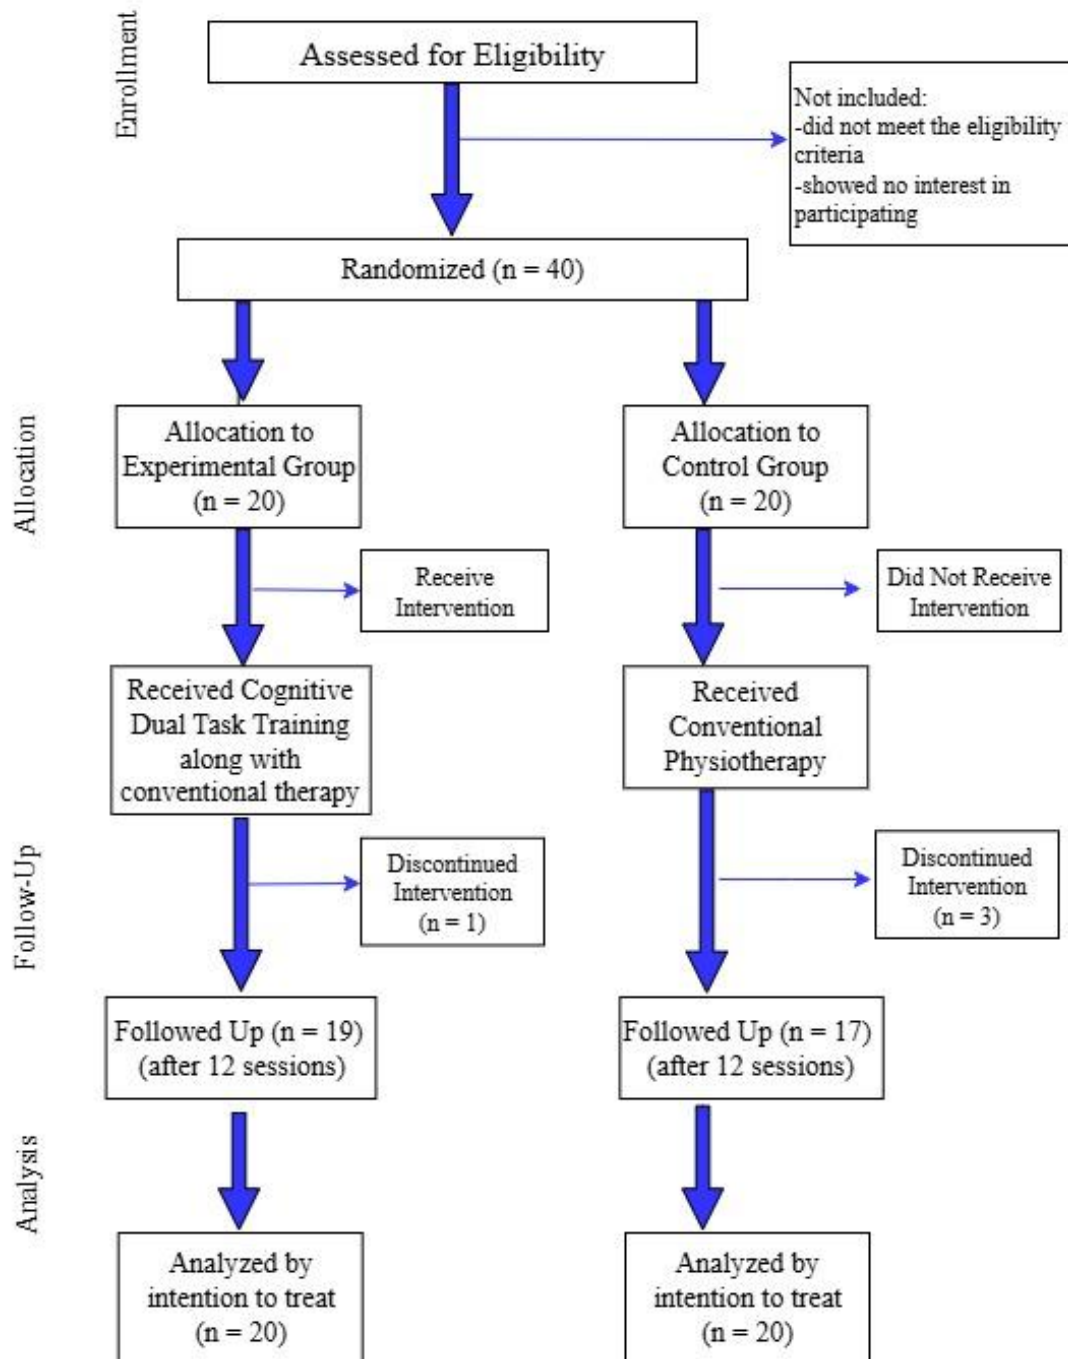 Enrollment
Assessed for Eligibility
Not included:
-did not meet the eligibility
criteria
-showed no interest in
participating
Randomized (n = 40)
Allocation
Allocation to
Experimental Group
(n = 20)
Allocation to
Control Group
(n = 20)
Receive
Intervention
Did Not Receive
Intervention
Received Cognitive
Dual Task Training
along with
conventional therapy
Received
Conventional
Physiotherapy
Follow-Up
Discontinued
Intervention
(n = 1)
Discontinued
Intervention
(n = 3)
Followed Up (n = 19)
(after 12 sessions)
Followed Up (n = 17)
(after 12 sessions)
Analysis
Analyzed by
intention to treat
(n = 20)
Analyzed by
intention to treat
(n = 20)